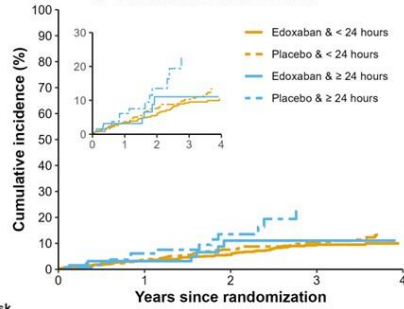 100
90
80
70
60
50
40
30
20
10
0
Cumulative incidence (%)
30
20
10
0
0 1 2 3 4
Edoxaban & < 24 hours
Placebo & < 24 hours
Edoxaban & ≥ 24 hours
Placebo & ≥ 24 hours
0 1 2 3 4
Years since randomization